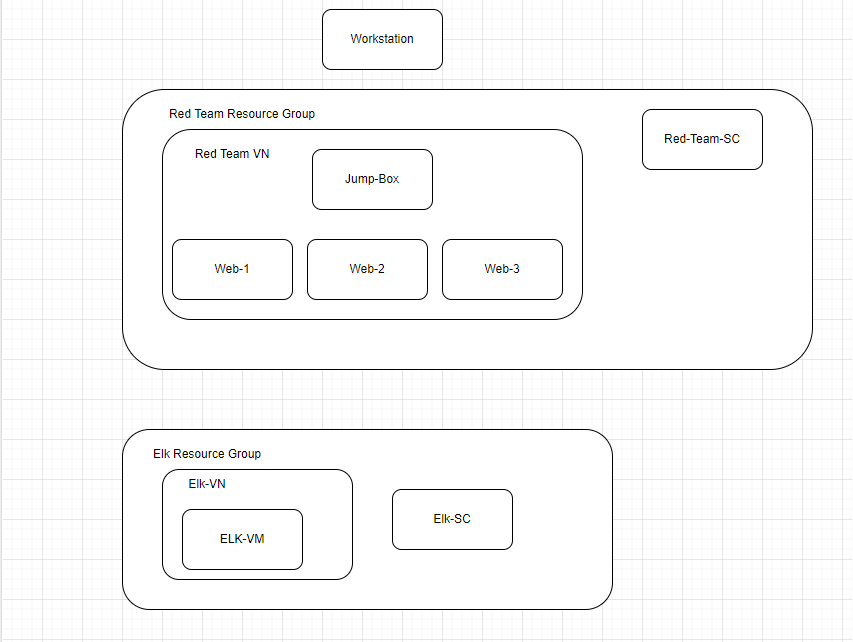 Workstation
Red Team Resource Group
Red-Team-SC
Red Team VN
Jump-Box
Web-1
Web-2
Web-3
Elk Resource Group
Elk-VN
Elk-SC
ELK-VM